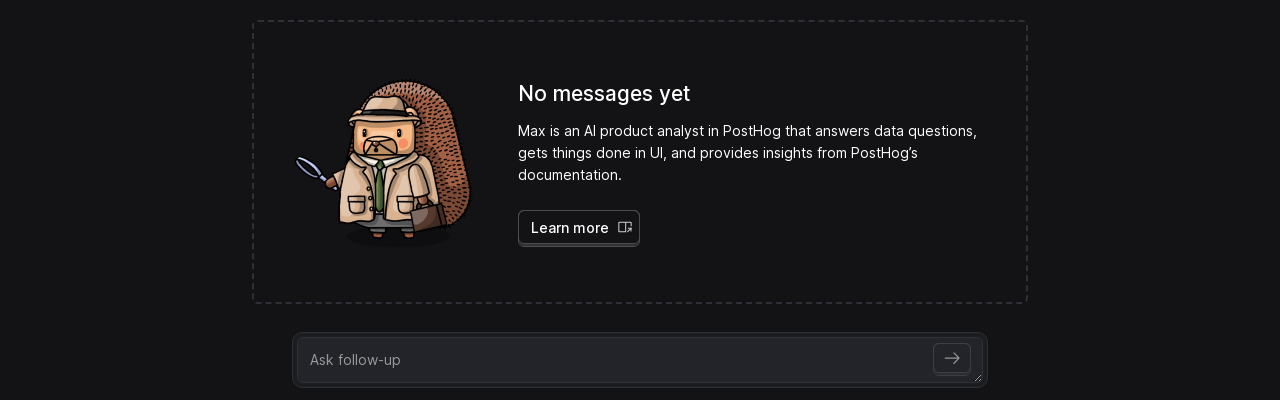 No messages yet
Max is an AI product analyst in PostHog that answers data questions,
gets things done in UI, and provides insights from PostHog’s
documentation.
Learn more
Ask follow-up